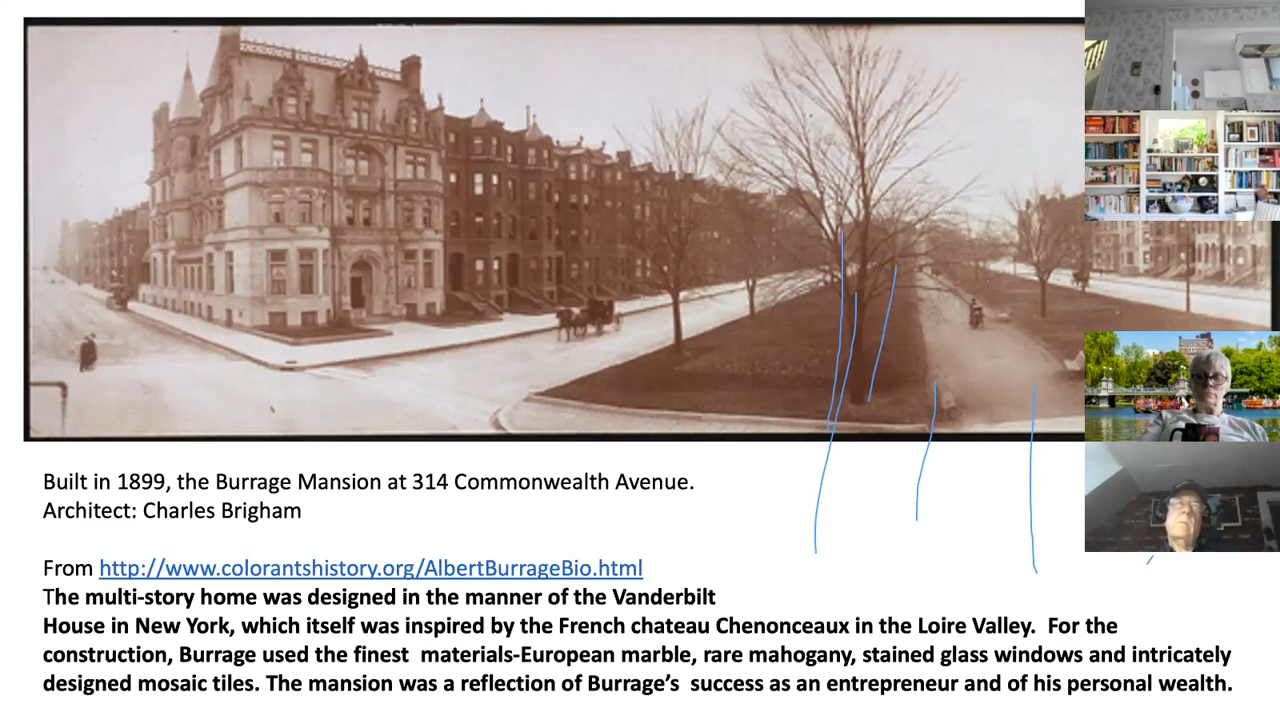 Built in 1899, the Burrage Mansion at 314 Commonwealth Avenue.
Architect: Charles Brigham
From http://www.colorantshistory.org/AlbertBurrageBio.html
The multi-story home was designed in the manner of the Vanderbilt
House in New York, which itself was inspired by the French chateau Chenonceaux in the Loire Valley.  For the
construction, Burrage used the finest  materials-European marble, rare mahogany, stained glass windows and intricately
designed mosaic tiles. The mansion was a reflection of Burrage’s  success as an entrepreneur and of his personal wealth.